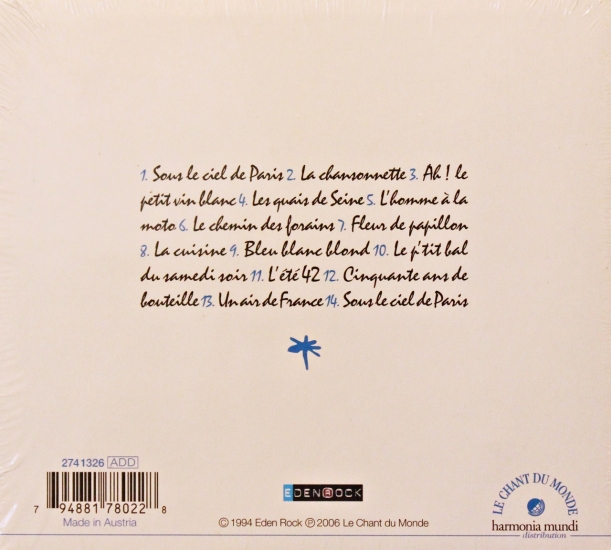 1. Sous le ciel de Paris 2. La chansonnette 3. Ah! le
petit vin blanc 4. Les quais de Seine 5. L'homme à la
moto 6. Le chemin des forains 7. Fleur de papillon
8. La cuisine 9. Bleu blanc blond 10. Le p'tit bal
du samedi soir 11. L'été 42 12. Cinquante ans de
bouteille 13. Un air de France 14. Sous le ciel de Paris
2741326 ADD
7 94881 78022 8
Made in Austria
EDENROCK
© 1994 Eden Rock ℗ 2006 Le Chant du Monde
LE CHANT DU MONDE
harmonia mundi
distribution